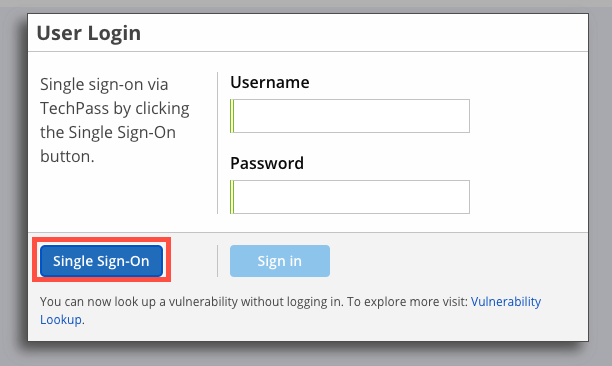 User Login
Single sign-on via
TechPass by clicking
the Single Sign-On
button.
Username
Password
Single Sign-On
Sign in
You can now look up a vulnerability without logging in. To explore more visit: Vulnerability
Lookup.